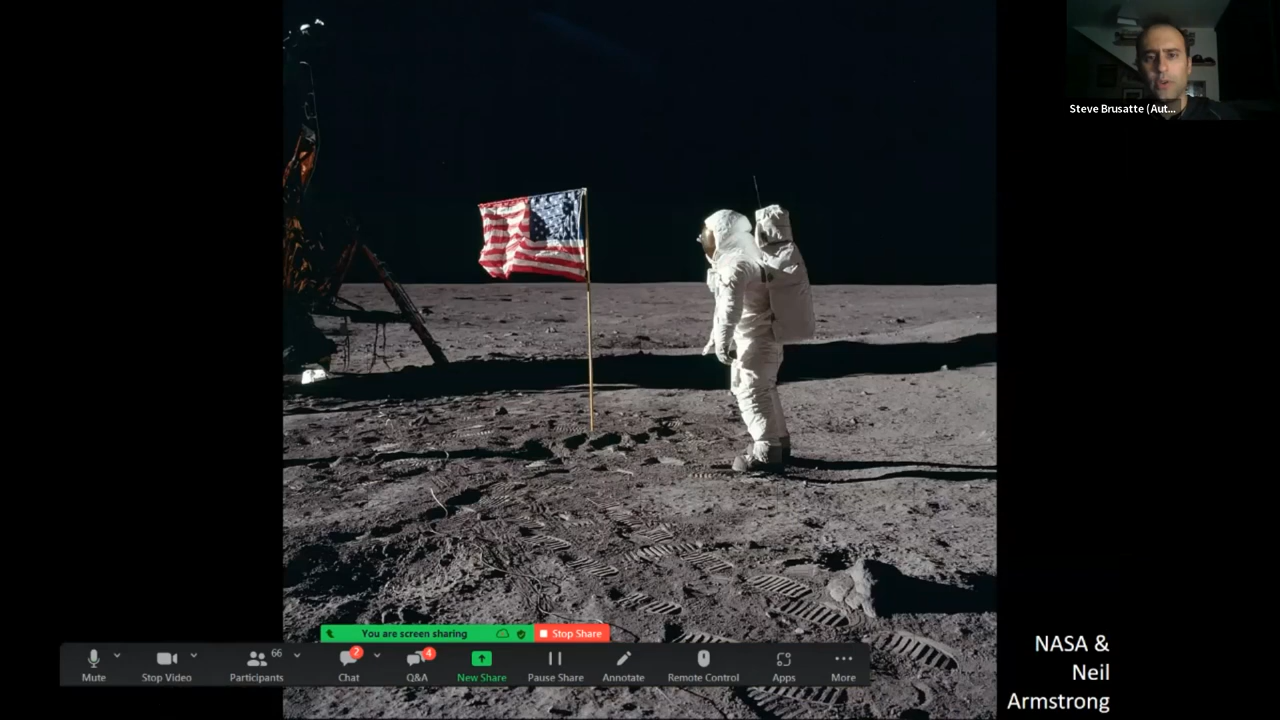 Steve Brusatte (Aut...
You are screen sharing
Stop Share
66
2
4
Mute
Stop Video
Participants
Chat
Q&A
New Share
Pause Share
Annotate
Remote Control
Apps
More
NASA &
Neil
Armstrong